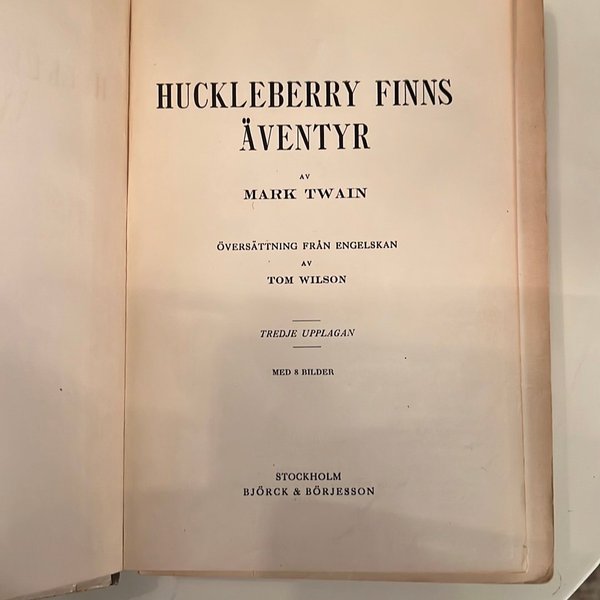 HUCKLEBERRY FINNS
ÄVENTYR
AV
MARK TWAIN
ÖVERSÄTTNING FRÅN ENGELSKAN
AV
TOM WILSON
TREDJE UPPLAGAN
MED 8 BILDER
STOCKHOLM
BJÖRCK & BÖRJESSON